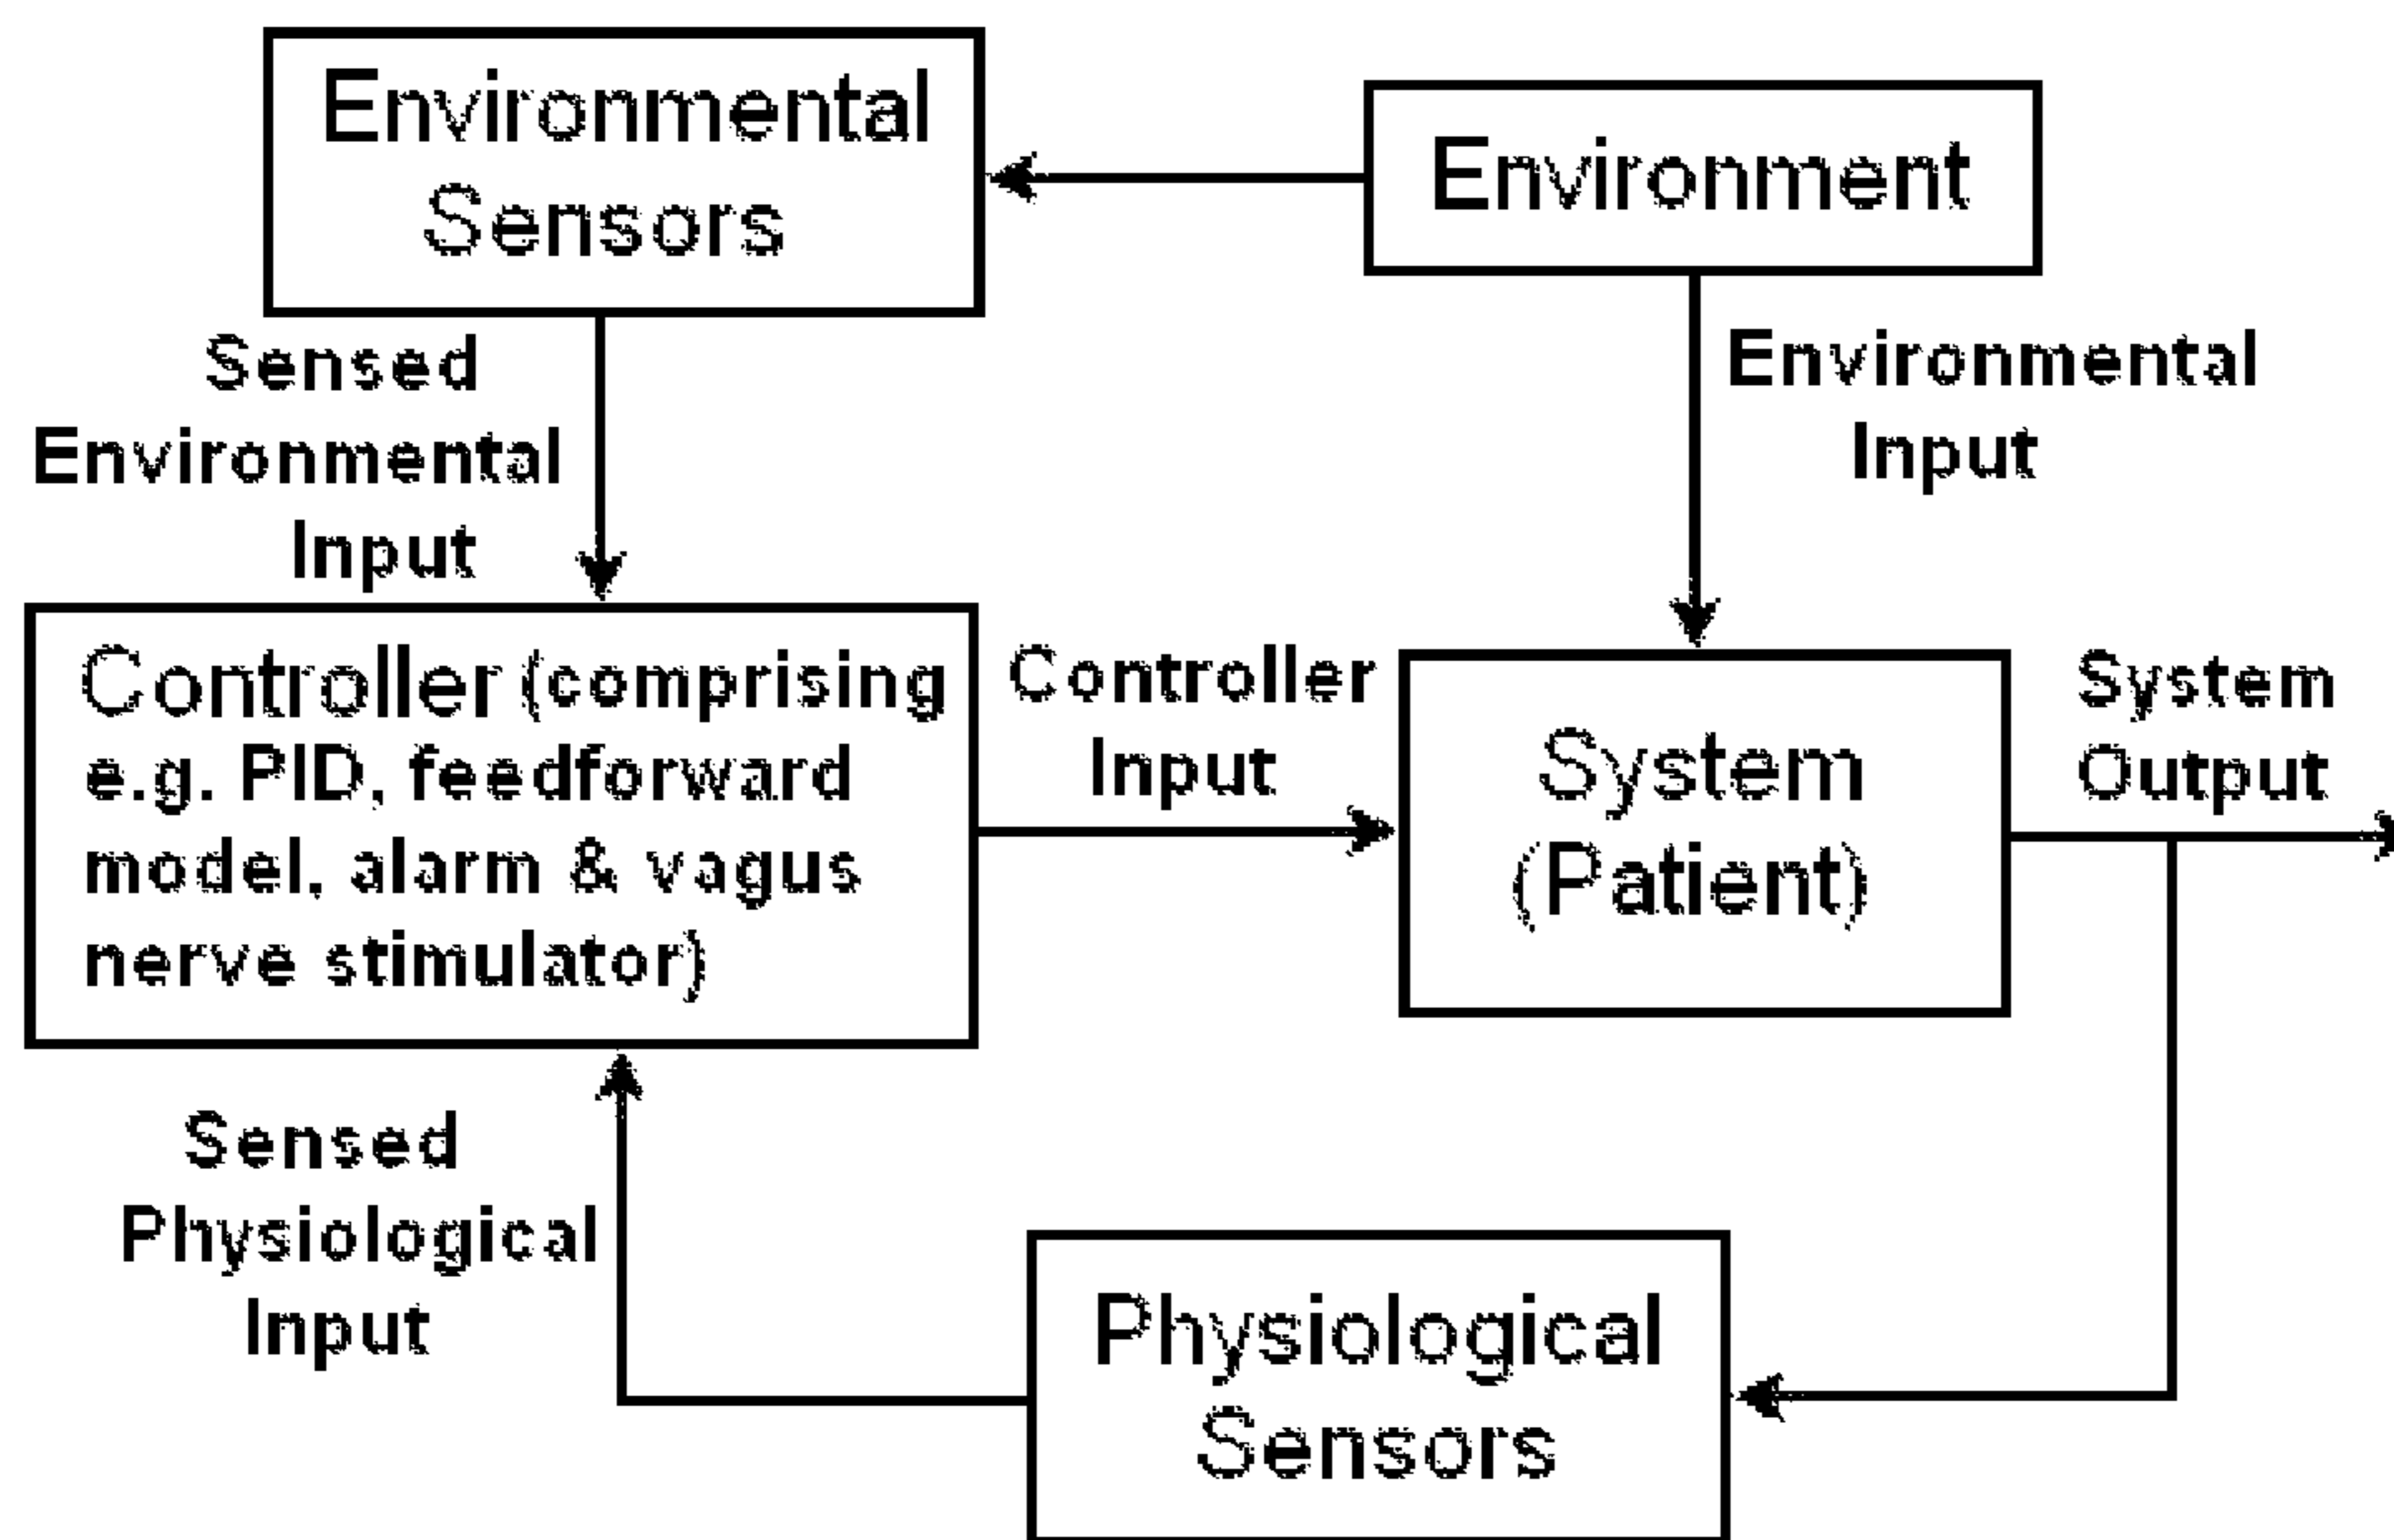 Environmental
Sensors
Environment
Sensed
Environmental
Input
Environmental
Input
Controller (comprising
e.g. PID, feedforward
model, alarm & vagus
nerve stimulator)
Controller
Input
System
(Patient)
System
Output
Sensed
Physiological
Input
Physiological
Sensors